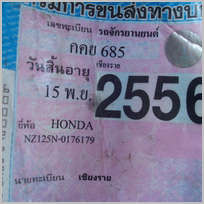 กรมการขนส่งทางบก
เลขทะเบียน รถจักรยานยนต์
กคย 685
วันสิ้นอายุ เชียงราย
15 พ.ย. 2556
ยี่ห้อ HONDA
NZ125N-0176179
นายทะเบียน เชียงราย